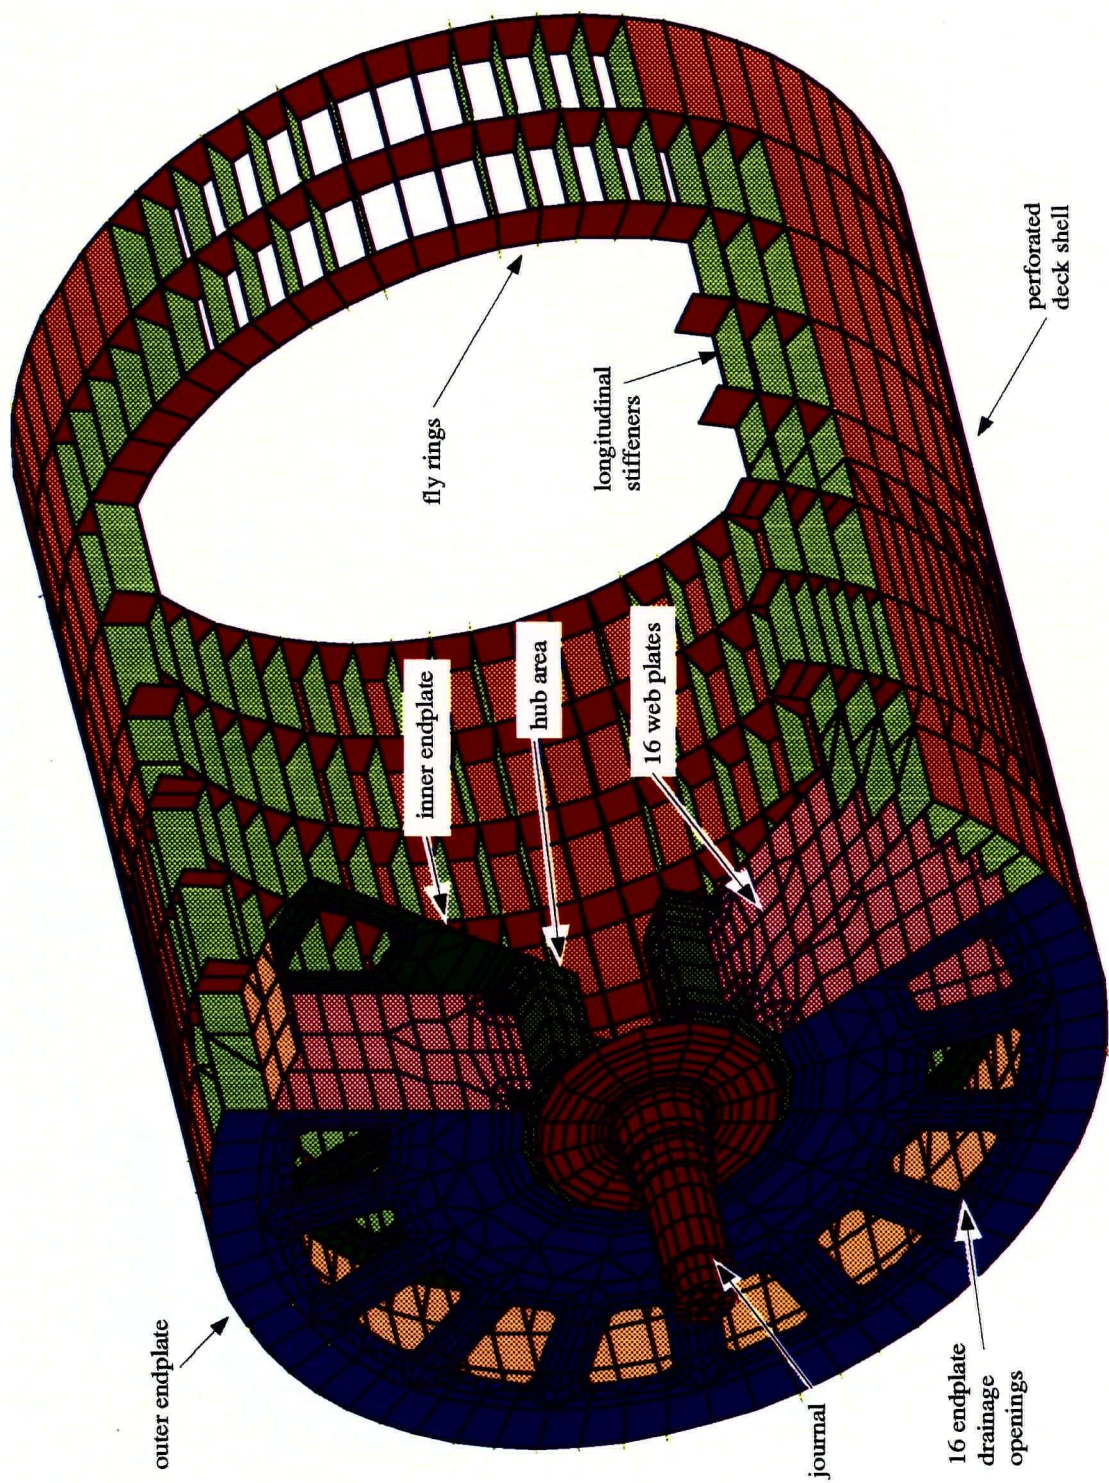 outer endplate
inner endplate
hub area
16 web plates
fly rings
longitudinal
stiffeners
perforated
deck shell
journal
16 endplate
drainage
openings